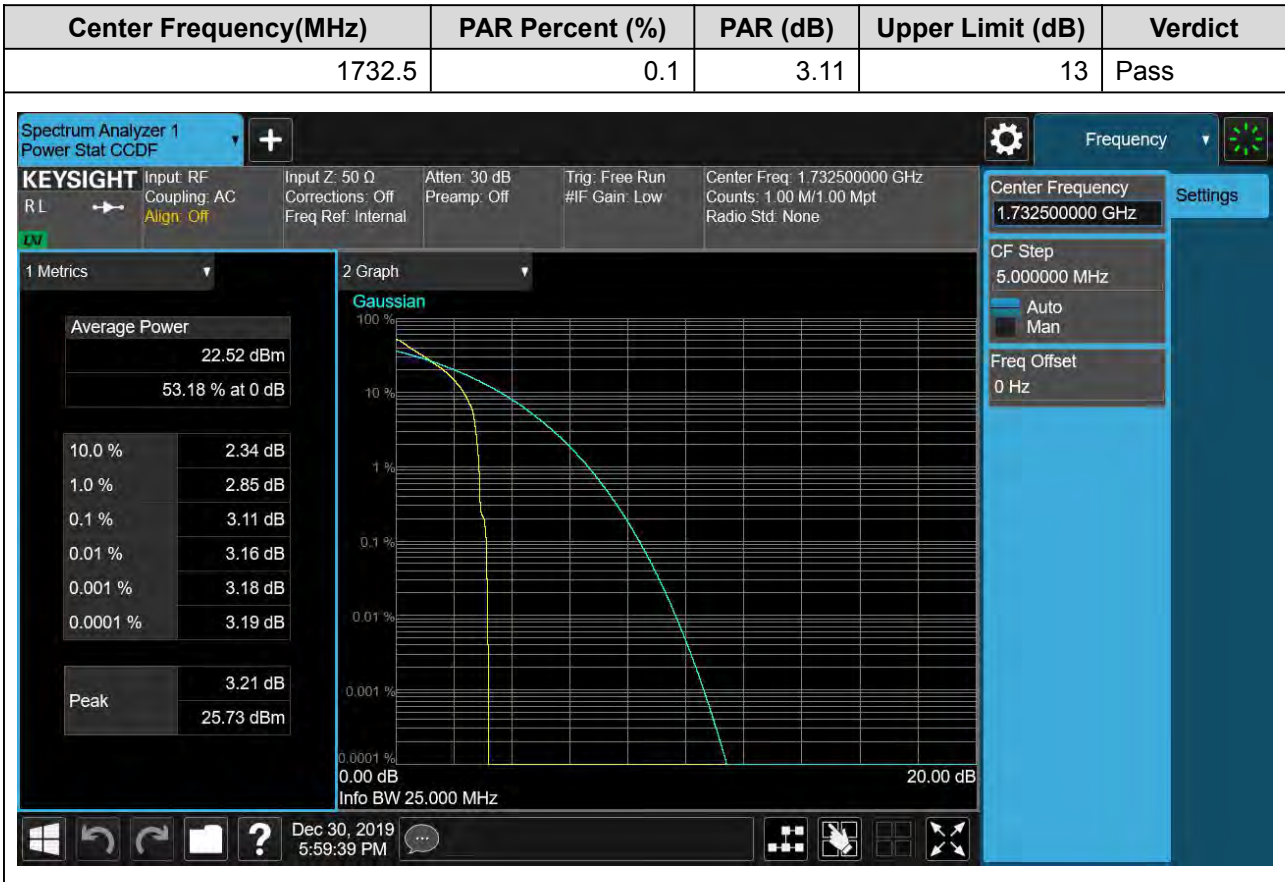 Center Frequency(MHz) PAR Percent (%) PAR (dB) Upper Limit (dB) Verdict
1732.5 0.1 3.11 13 Pass
Spectrum Analyzer 1
Power Stat CCDF
Frequency
KEYSIGHT
R L
Input: RF
Coupling: AC
Align: Off
Input Z: 50 Ω
Corrections: Off
Freq Ref: Internal
Atten: 30 dB
Preamp: Off
Trig: Free Run
#IF Gain: Low
Center Freq: 1.732500000 GHz
Counts: 1.00 M/1.00 Mpt
Radio Std: None
Center Frequency
1.732500000 GHz
Settings
CF Step
5.000000 MHz
Auto
Man
Freq Offset
0 Hz
1 Metrics
Average Power
22.52 dBm
53.18 % at 0 dB
10.0 % 2.34 dB
1.0 % 2.85 dB
0.1 % 3.11 dB
0.01 % 3.16 dB
0.001 % 3.18 dB
0.0001 % 3.19 dB
Peak
3.21 dB
25.73 dBm
2 Graph
Gaussian
100 %
10 %
1 %
0.1 %
0.01 %
0.001 %
0.0001 %
0.00 dB 20.00 dB
Info BW 25.000 MHz
?
Dec 30, 2019
5:59:39 PM